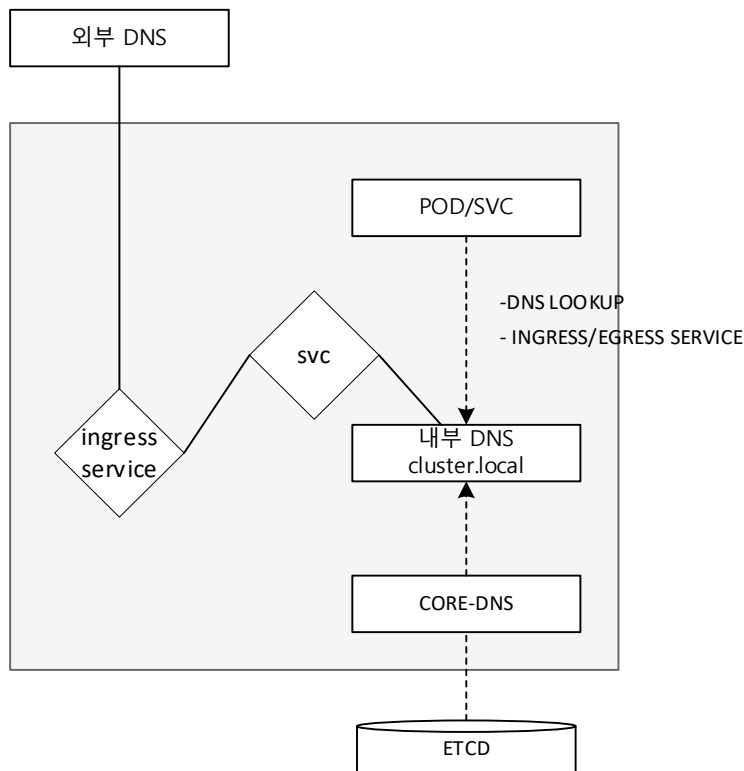 외부 DNS
POD/SVC
-DNS LOOKUP
- INGRESS/EGRESS SERVICE
svc
ingress
service
내부 DNS
cluster.local
CORE-DNS
ETCD